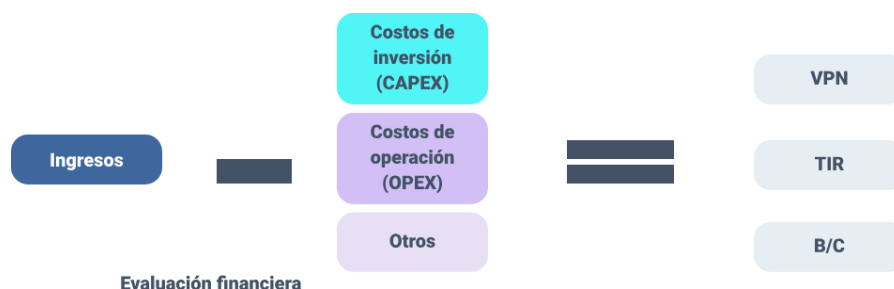 Ingresos
Costos de
inversión
(CAPEX)
Costos de
operación
(OPEX)
Otros
VPN
TIR
B/C
Evaluación financiera